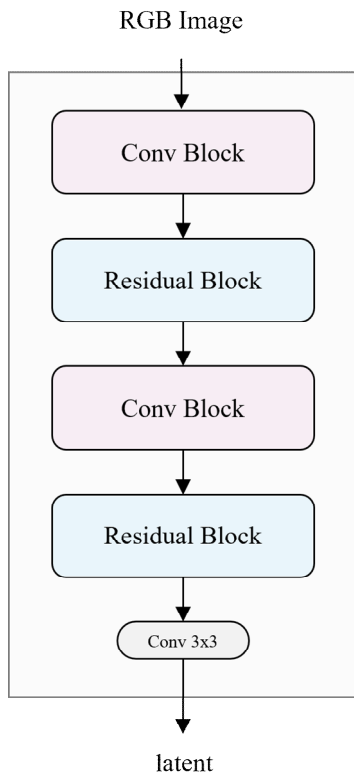 RGB Image
Conv Block
Residual Block
Conv Block
Residual Block
Conv 3x3
latent